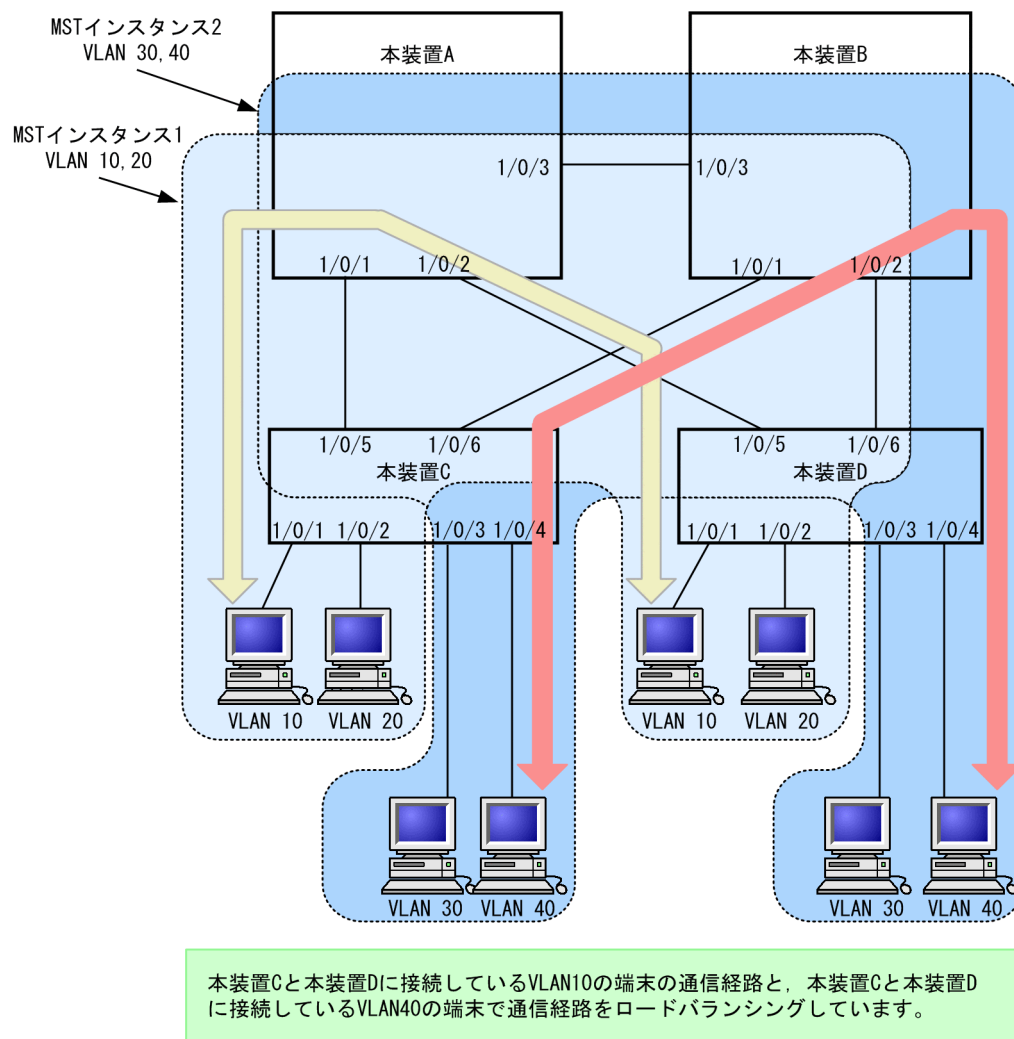 MSTインスタンス2
VLAN 30,40
本装置A
本装置B
MSTインスタンス1
VLAN 10,20
1/0/3
1/0/3
1/0/1
1/0/2
1/0/1
1/0/2
1/0/5
1/0/6
1/0/5
1/0/6
本装置C
本装置D
1/0/1
1/0/2
1/0/3
1/0/4
1/0/1
1/0/2
1/0/3
1/0/4
VLAN 10
VLAN 20
VLAN 10
VLAN 20
VLAN 30
VLAN 40
VLAN 30
VLAN 40
本装置Cと本装置Dに接続しているVLAN10の端末の通信経路と，本装置Cと本装置D
に接続しているVLAN40の端末で通信経路をロードバランシングしています。